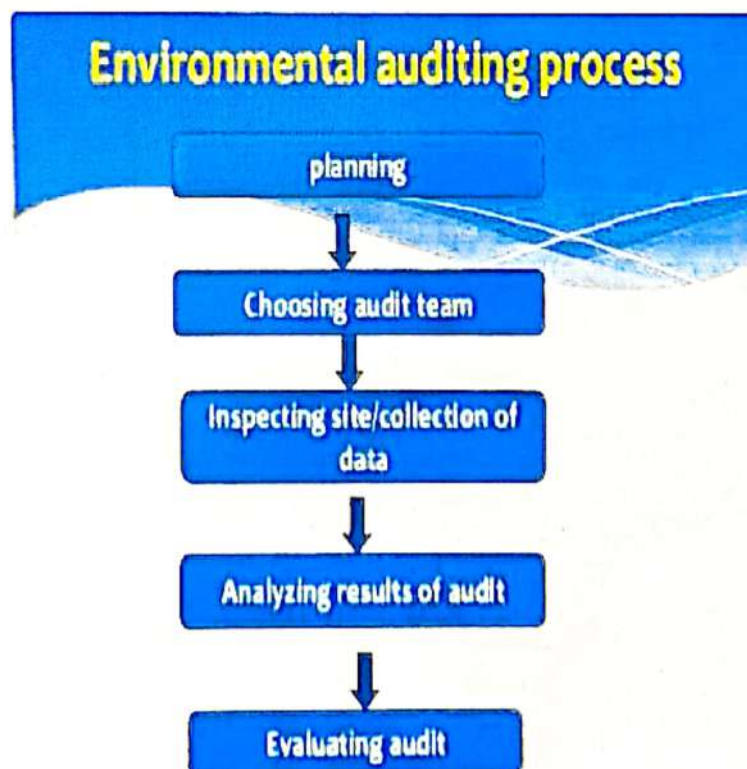 Environmental auditing process
planning
Choosing audit team
Inspecting site/collection of
data
Analyzing results of audit
Evaluating audit